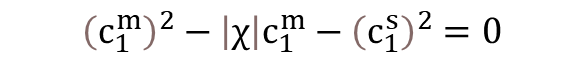 (c₁ᵐ)² − |χ|c₁ᵐ − (c₁ˢ)² = 0